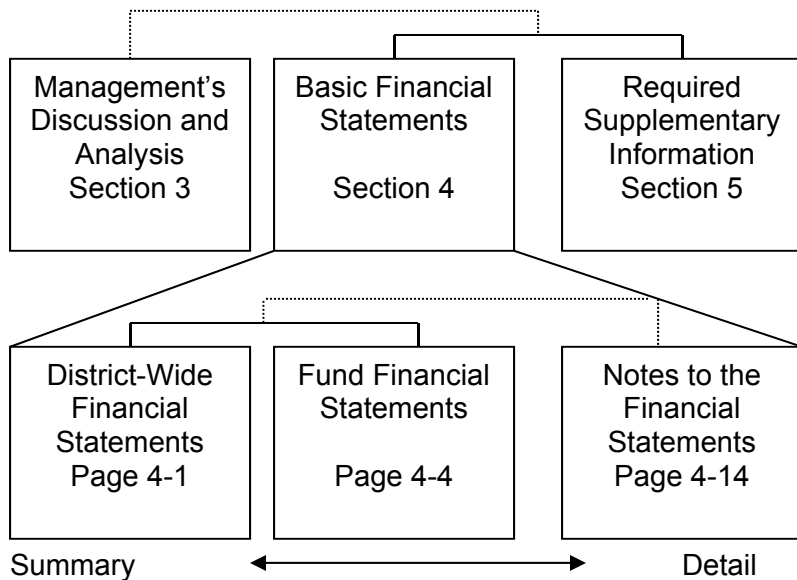 Management’s
Discussion and
Analysis
Section 3
Basic Financial
Statements
Section 4
Required
Supplementary
Information
Section 5
District-Wide
Financial
Statements
Page 4-1
Fund Financial
Statements
Page 4-4
Notes to the
Financial
Statements
Page 4-14
Summary
Detail